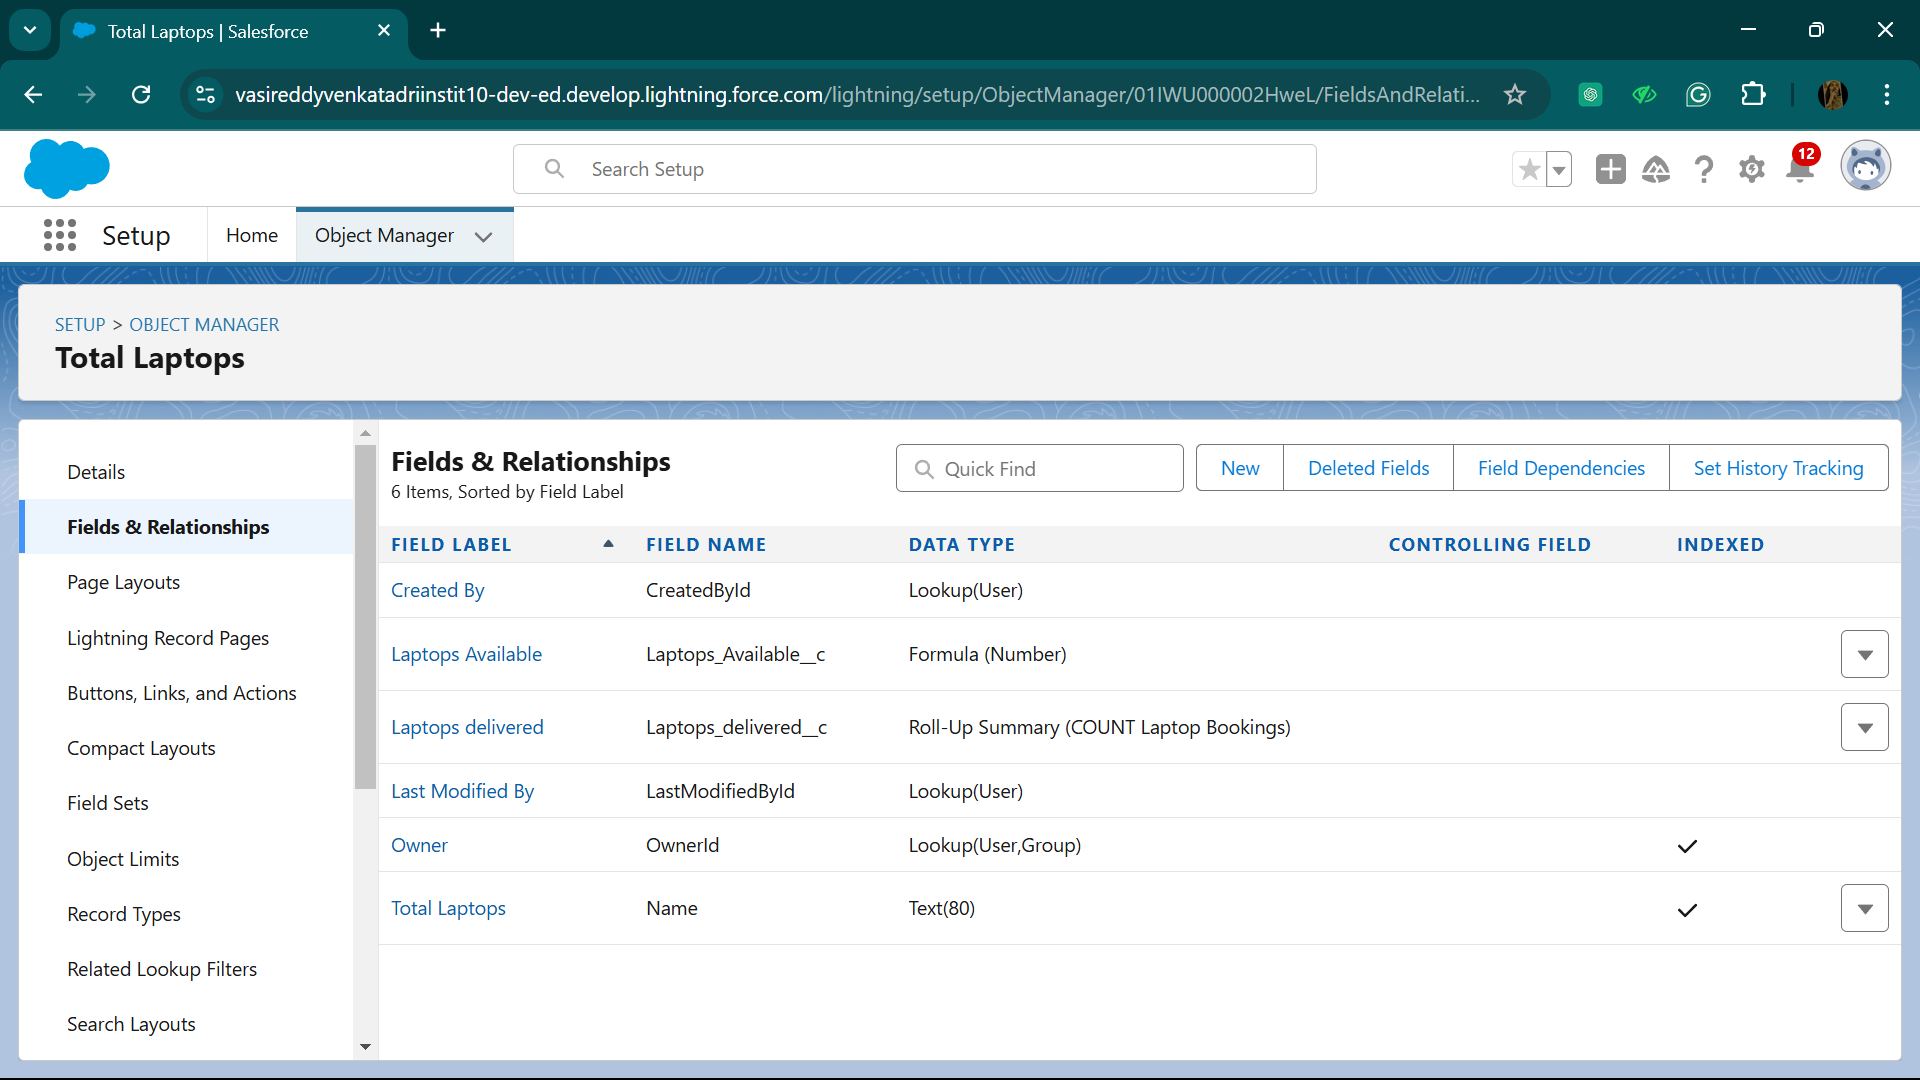 Total Laptops | Salesforce
vasireddyvenkatadriinstit10-dev-ed.develop.lightning.force.com/lightning/setup/ObjectManager/01IWU000002HweL/FieldsAndRelati...
Search Setup
12
Setup
Home
Object Manager
SETUP > OBJECT MANAGER
Total Laptops
Details
Fields & Relationships
Page Layouts
Lightning Record Pages
Buttons, Links, and Actions
Compact Layouts
Field Sets
Object Limits
Record Types
Related Lookup Filters
Search Layouts
Fields & Relationships
6 Items, Sorted by Field Label
Quick Find
New
Deleted Fields
Field Dependencies
Set History Tracking
FIELD LABEL FIELD NAME DATA TYPE CONTROLLING FIELD INDEXED
Created By CreatedById Lookup(User)
Laptops Available Laptops_Available__c Formula (Number)
Laptops delivered Laptops_delivered__c Roll-Up Summary (COUNT Laptop Bookings)
Last Modified By LastModifiedById Lookup(User)
Owner OwnerId Lookup(User,Group)
Total Laptops Name Text(80)